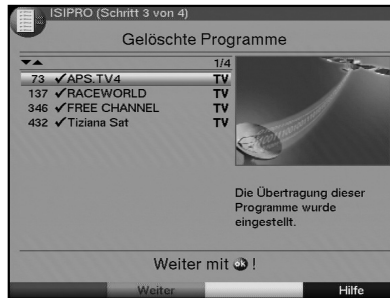 ISIPRO (Schritt 3 von 4)
Gelöschte Programme
1/4
73 ✓APS.TV4 TV
137 ✓RACEWORLD TV
346 ✓FREE CHANNEL TV
432 ✓Tiziana Sat TV
Die Übertragung dieser
Programme wurde
eingestellt.
Weiter mit ok !
Weiter
Hilfe